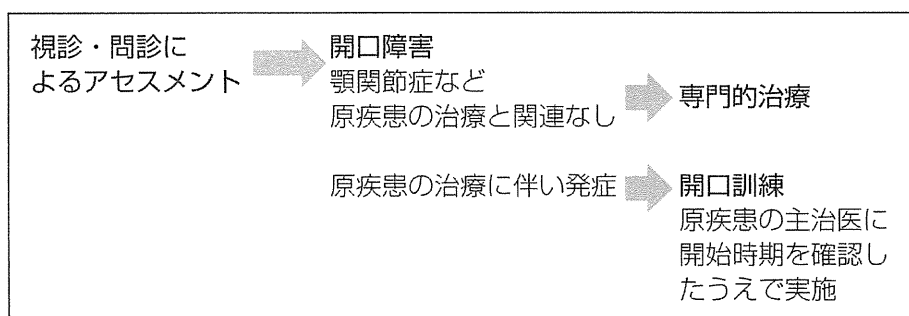 視診・問診に
よるアセスメント
開口障害
顎関節症など
原疾患の治療と関連なし
専門的治療
原疾患の治療に伴い発症
開口訓練
原疾患の主治医に
開始時期を確認し
たうえで実施